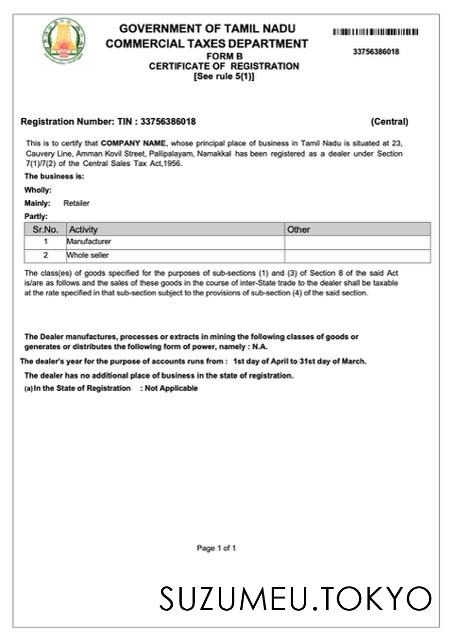 GOVERNMENT OF TAMIL NADU
COMMERCIAL TAXES DEPARTMENT
FORM B
CERTIFICATE OF REGISTRATION
[See rule 5(1)]
33756386018
Registration Number: TIN : 33756386018 (Central)
This is to certify that COMPANY NAME, whose principal place of business in Tamil Nadu is situated at 23,
Cauvery Line, Amman Kovil Street, Pallipalayam, Namakkal has been registered as a dealer under Section
7(1)/7(2) of the Central Sales Tax Act,1956.
The business is:
Wholly:
Mainly: Retailer
Partly:
Sr.No. Activity Other
1 Manufacturer
2 Whole seller
The class(es) of goods specified for the purposes of sub-sections (1) and (3) of Section 8 of the said Act
is/are as follows and the sales of these goods in the course of inter-State trade to the dealer shall be taxable
at the rate specified in that sub-section subject to the provisions of sub-section (4) of the said section.
The Dealer manufactures, processes or extracts in mining the following classes of goods or
generates or distributes the following form of power, namely : N.A.
The dealer's year for the purpose of accounts runs from : 1st day of April to 31st day of March.
The dealer has no additional place of business in the state of registration.
(a) In the State of Registration : Not Applicable
Page 1 of 1
SUZUMEU.TOKYO